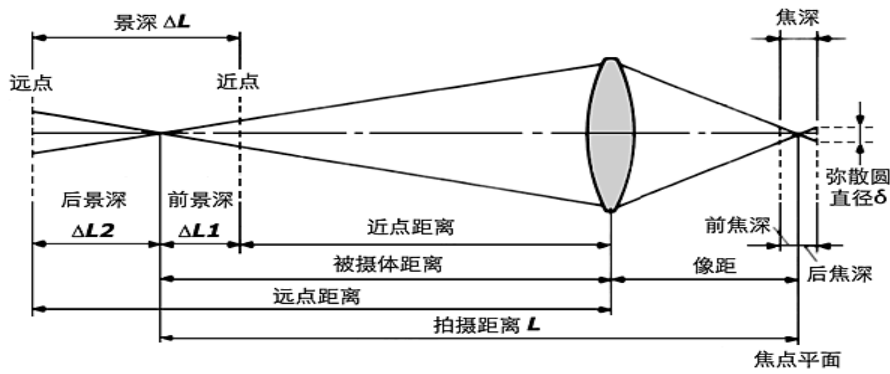 景深 ΔL
焦深
远点
近点
后景深
ΔL2
前景深
ΔL1
近点距离
前焦深
弥散圆
直径δ
被摄体距离
像距
后焦深
远点距离
拍摄距离 L
焦点平面